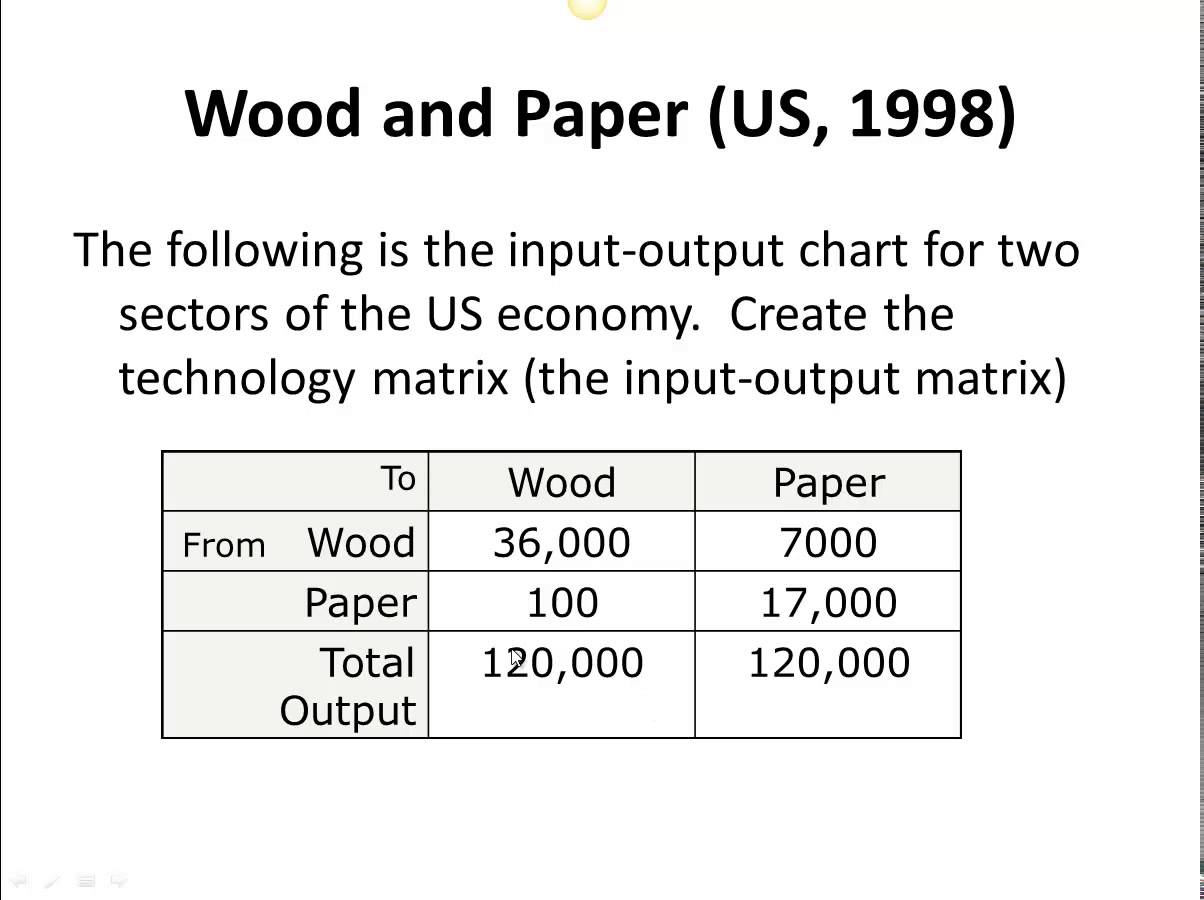 Wood and Paper (US, 1998)
The following is the input-output chart for two
sectors of the US economy.  Create the
technology matrix (the input-output matrix)
To Wood Paper
From Wood 36,000 7000
Paper 100 17,000
Total 120,000 120,000
Output